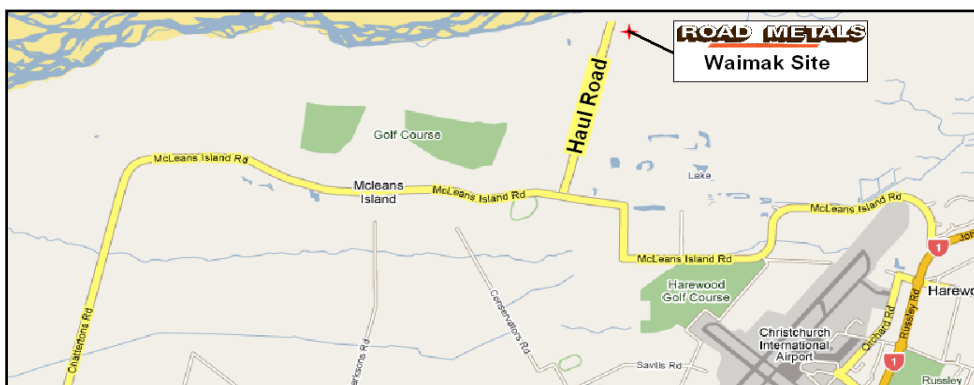 ROAD METALS
Waimak Site
Haul Road
Golf Course
McLeans Island Rd
Mcleans
Island
McLeans Island Rd
Lake
McLeans Island Rd
McLeans Island Rd
1
Harewood
Golf Course
Christchurch
International
Airport
Orchard Rd
Russley Rd
Conservators Rd
Savills Rd
Chattertons Rd
1